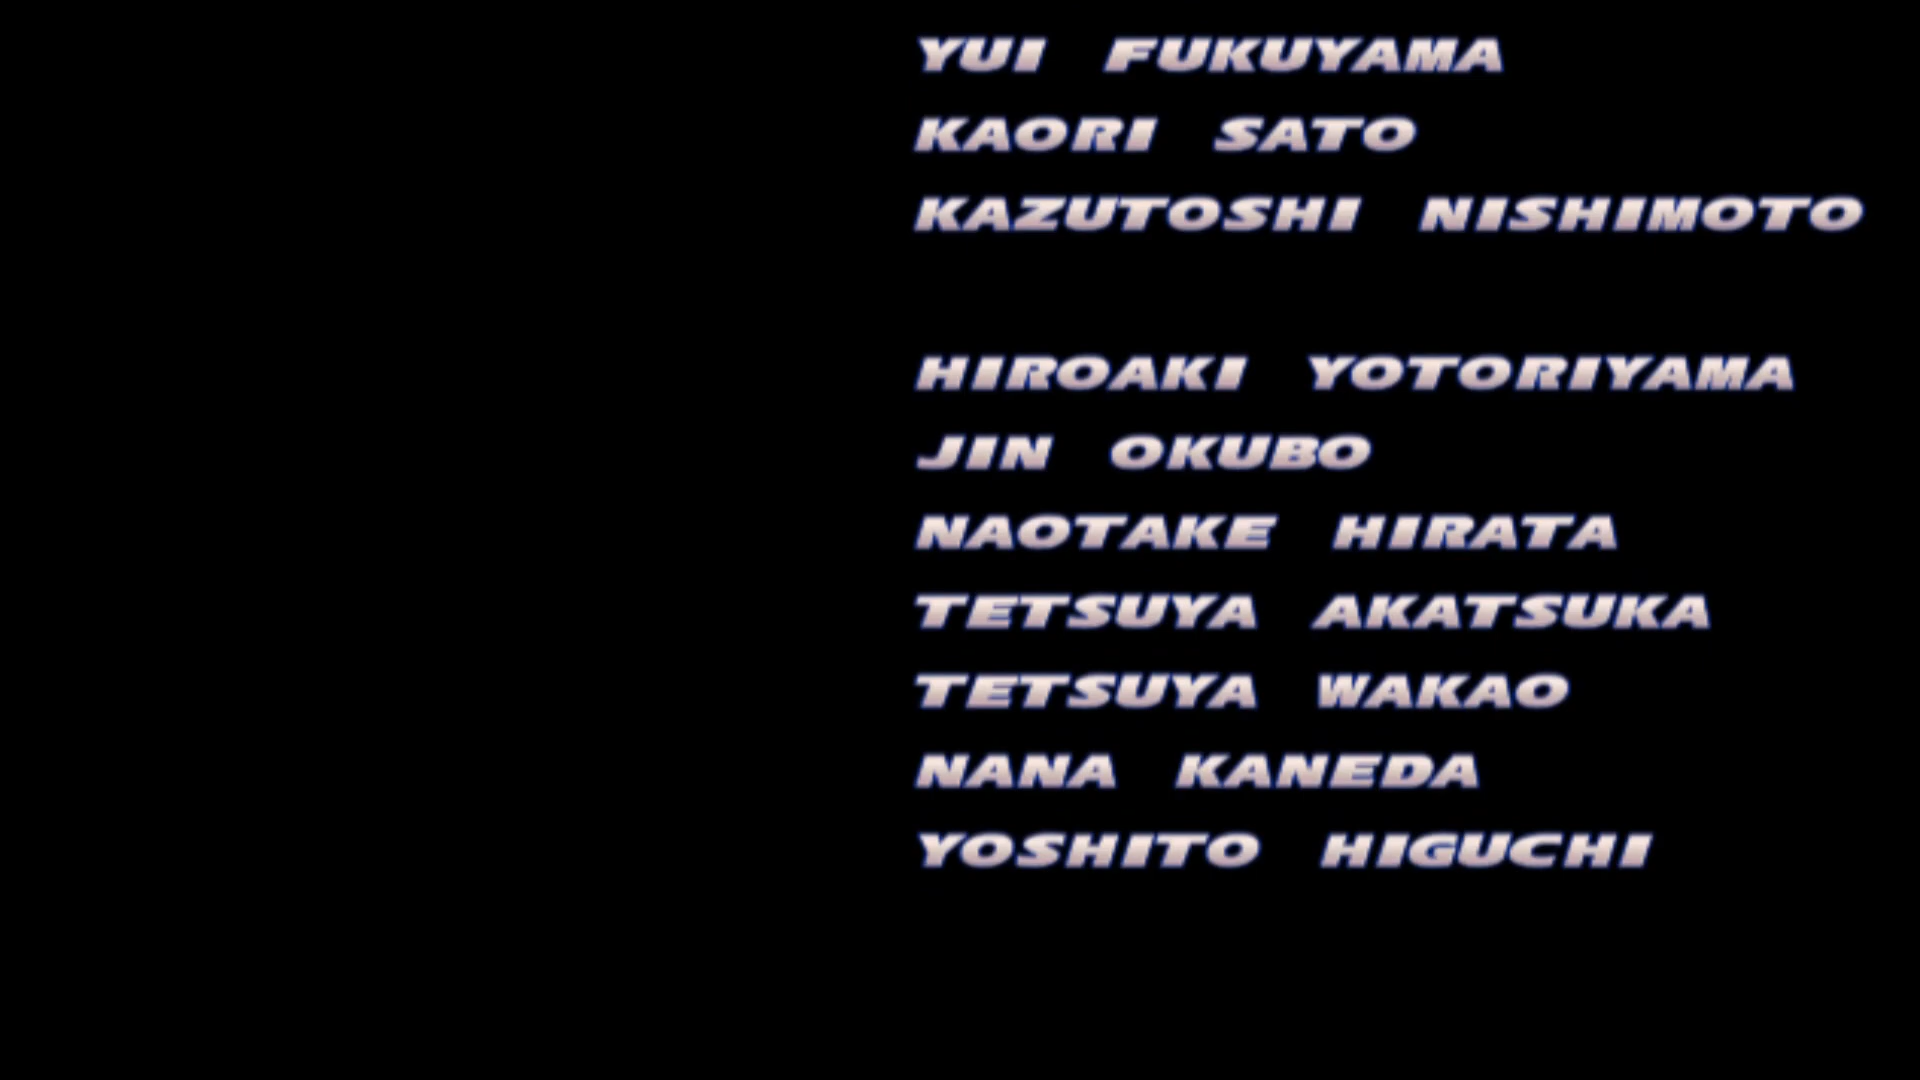 YUI FUKUYAMA
KAORI SATO
KAZUTOSHI NISHIMOTO
HIROAKI YOTORIYAMA
JIN OKUBO
NAOTAKE HIRATA
TETSUYA AKATSUKA
TETSUYA WAKAO
NANA KANEDA
YOSHITO HIGUCHI